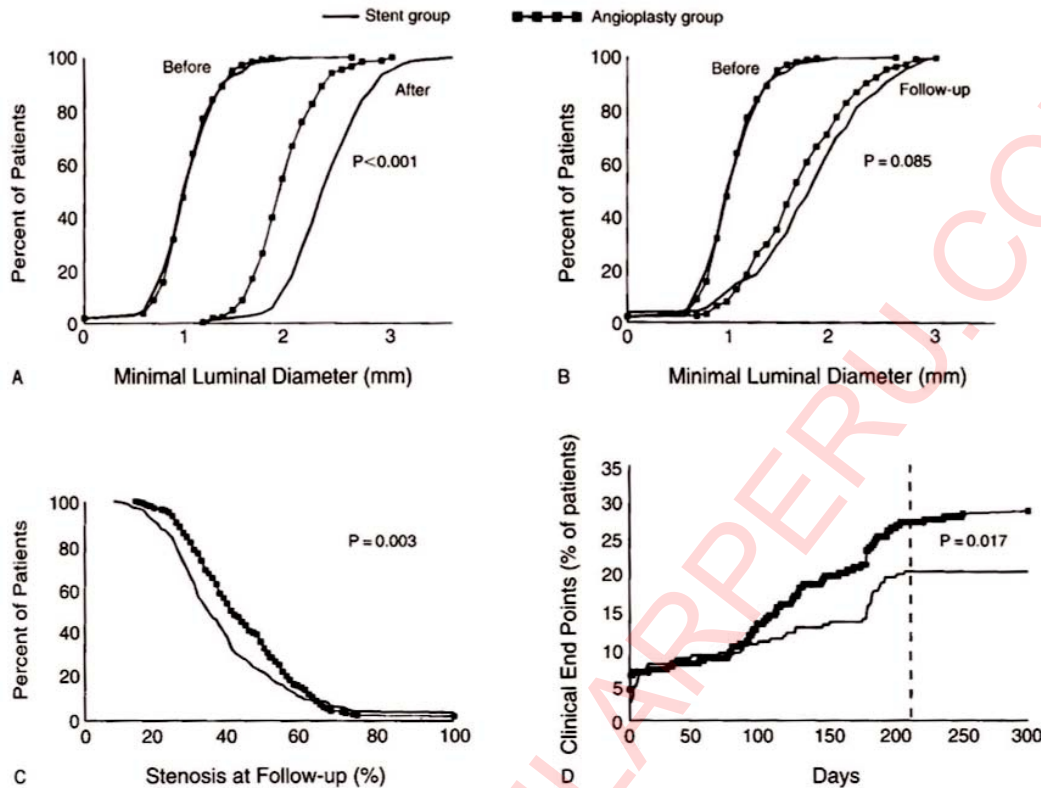 Stent group
Angioplasty group
100
80
60
40
20
0
Percent of Patients
Before
After
P<0.001
0
1
2
3
A
Minimal Luminal Diameter (mm)
100
80
60
40
20
0
Percent of Patients
Before
Follow-up
P = 0.085
0
1
2
3
B
Minimal Luminal Diameter (mm)
100
80
60
40
20
0
Percent of Patients
P = 0.003
0
20
40
60
80
100
C
Stenosis at Follow-up (%)
35
30
25
20
15
10
5
0
Clinical End Points (% of patients)
P = 0.017
0
50
100
150
200
250
300
D
Days
LARPERU.CO